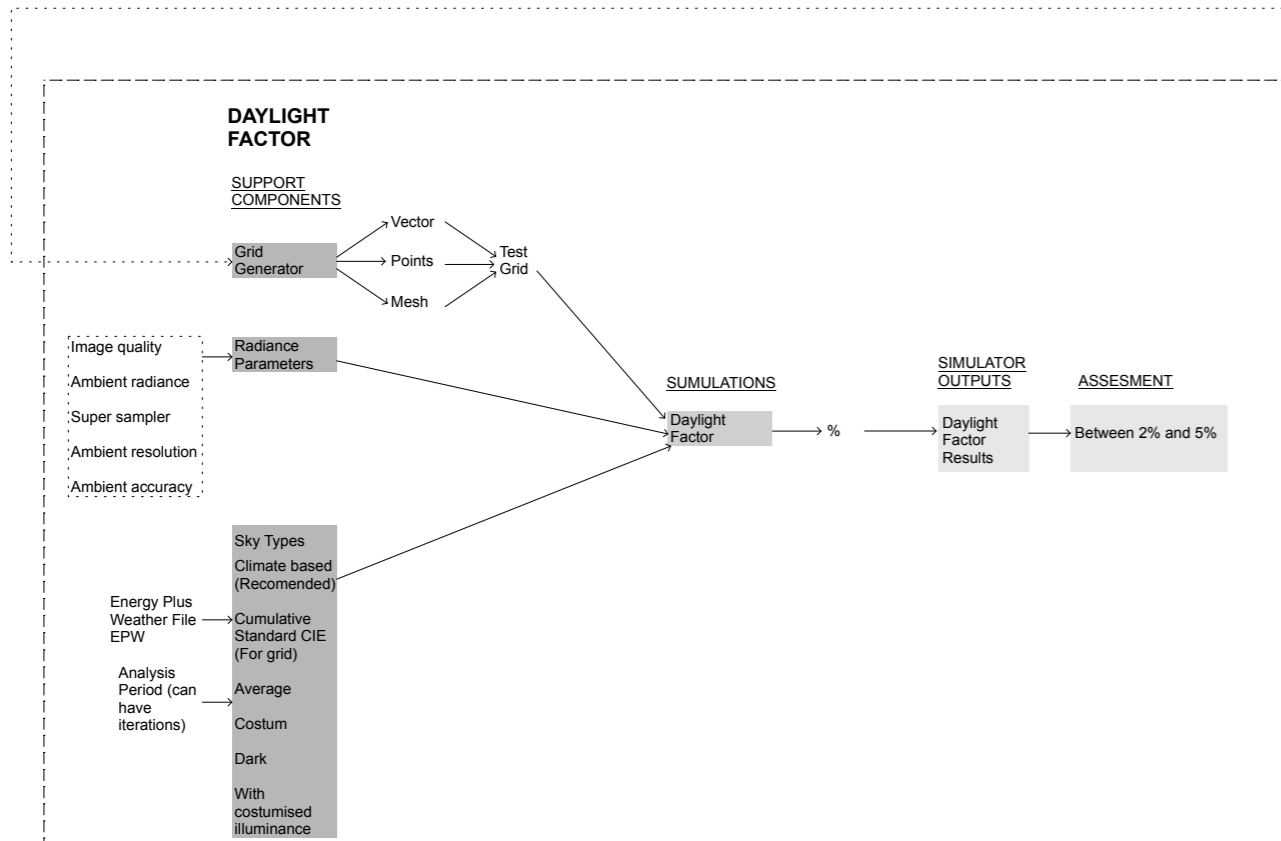 DAYLIGHT
FACTOR
SUPPORT
COMPONENTS
Grid
Generator
Vector
Points
Mesh
Test
Grid
Image quality
Ambient radiance
Super sampler
Ambient resolution
Ambient accuracy
Radiance
Parameters
SUMULATIONS
Daylight
Factor
%
SIMULATOR
OUTPUTS
Daylight
Factor
Results
ASSESMENT
Between 2% and 5%
Energy Plus
Weather File
EPW
Analysis
Period (can
have
iterations)
Sky Types
Climate based
(Recomended)
Cumulative
Standard CIE
(For grid)
Average
Costum
Dark
With
costumised
illuminance